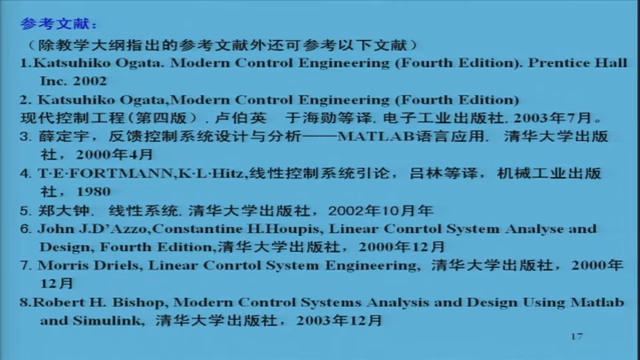 参考文献：
（除教学大纲指出的参考文献外还可参考以下文献）
1.Katsuhiko Ogata. Modern Control Engineering (Fourth Edition). Prentice Hall
Inc. 2002
2. Katsuhiko Ogata,Modern Control Engineering (Fourth Edition)
现代控制工程(第四版）, 卢伯英　于海勋等译. 电子工业出版社. 2003年7月。
3. 薛定宇，反馈控制系统设计与分析——MATLAB语言应用. 清华大学出版
社，2000年4月
4. T·E·FORTMANN,K·L·Hitz,线性控制系统引论，吕林等译，机械工业出版
社，1980
5. 郑大钟. 线性系统.清华大学出版社，2002年10月年
6. John J.D’Azzo,Constantine H.Houpis, Linear Conrtol System Analyse and
Design, Fourth Edition,清华大学出版社，2000年12月
7. Morris Driels, Linear Conrtol System Engineering, 清华大学出版社，2000年
12月
8.Robert H. Bishop, Modern Control Systems Analysis and Design Using Matlab
and Simulink, 清华大学出版社，2003年12月
17